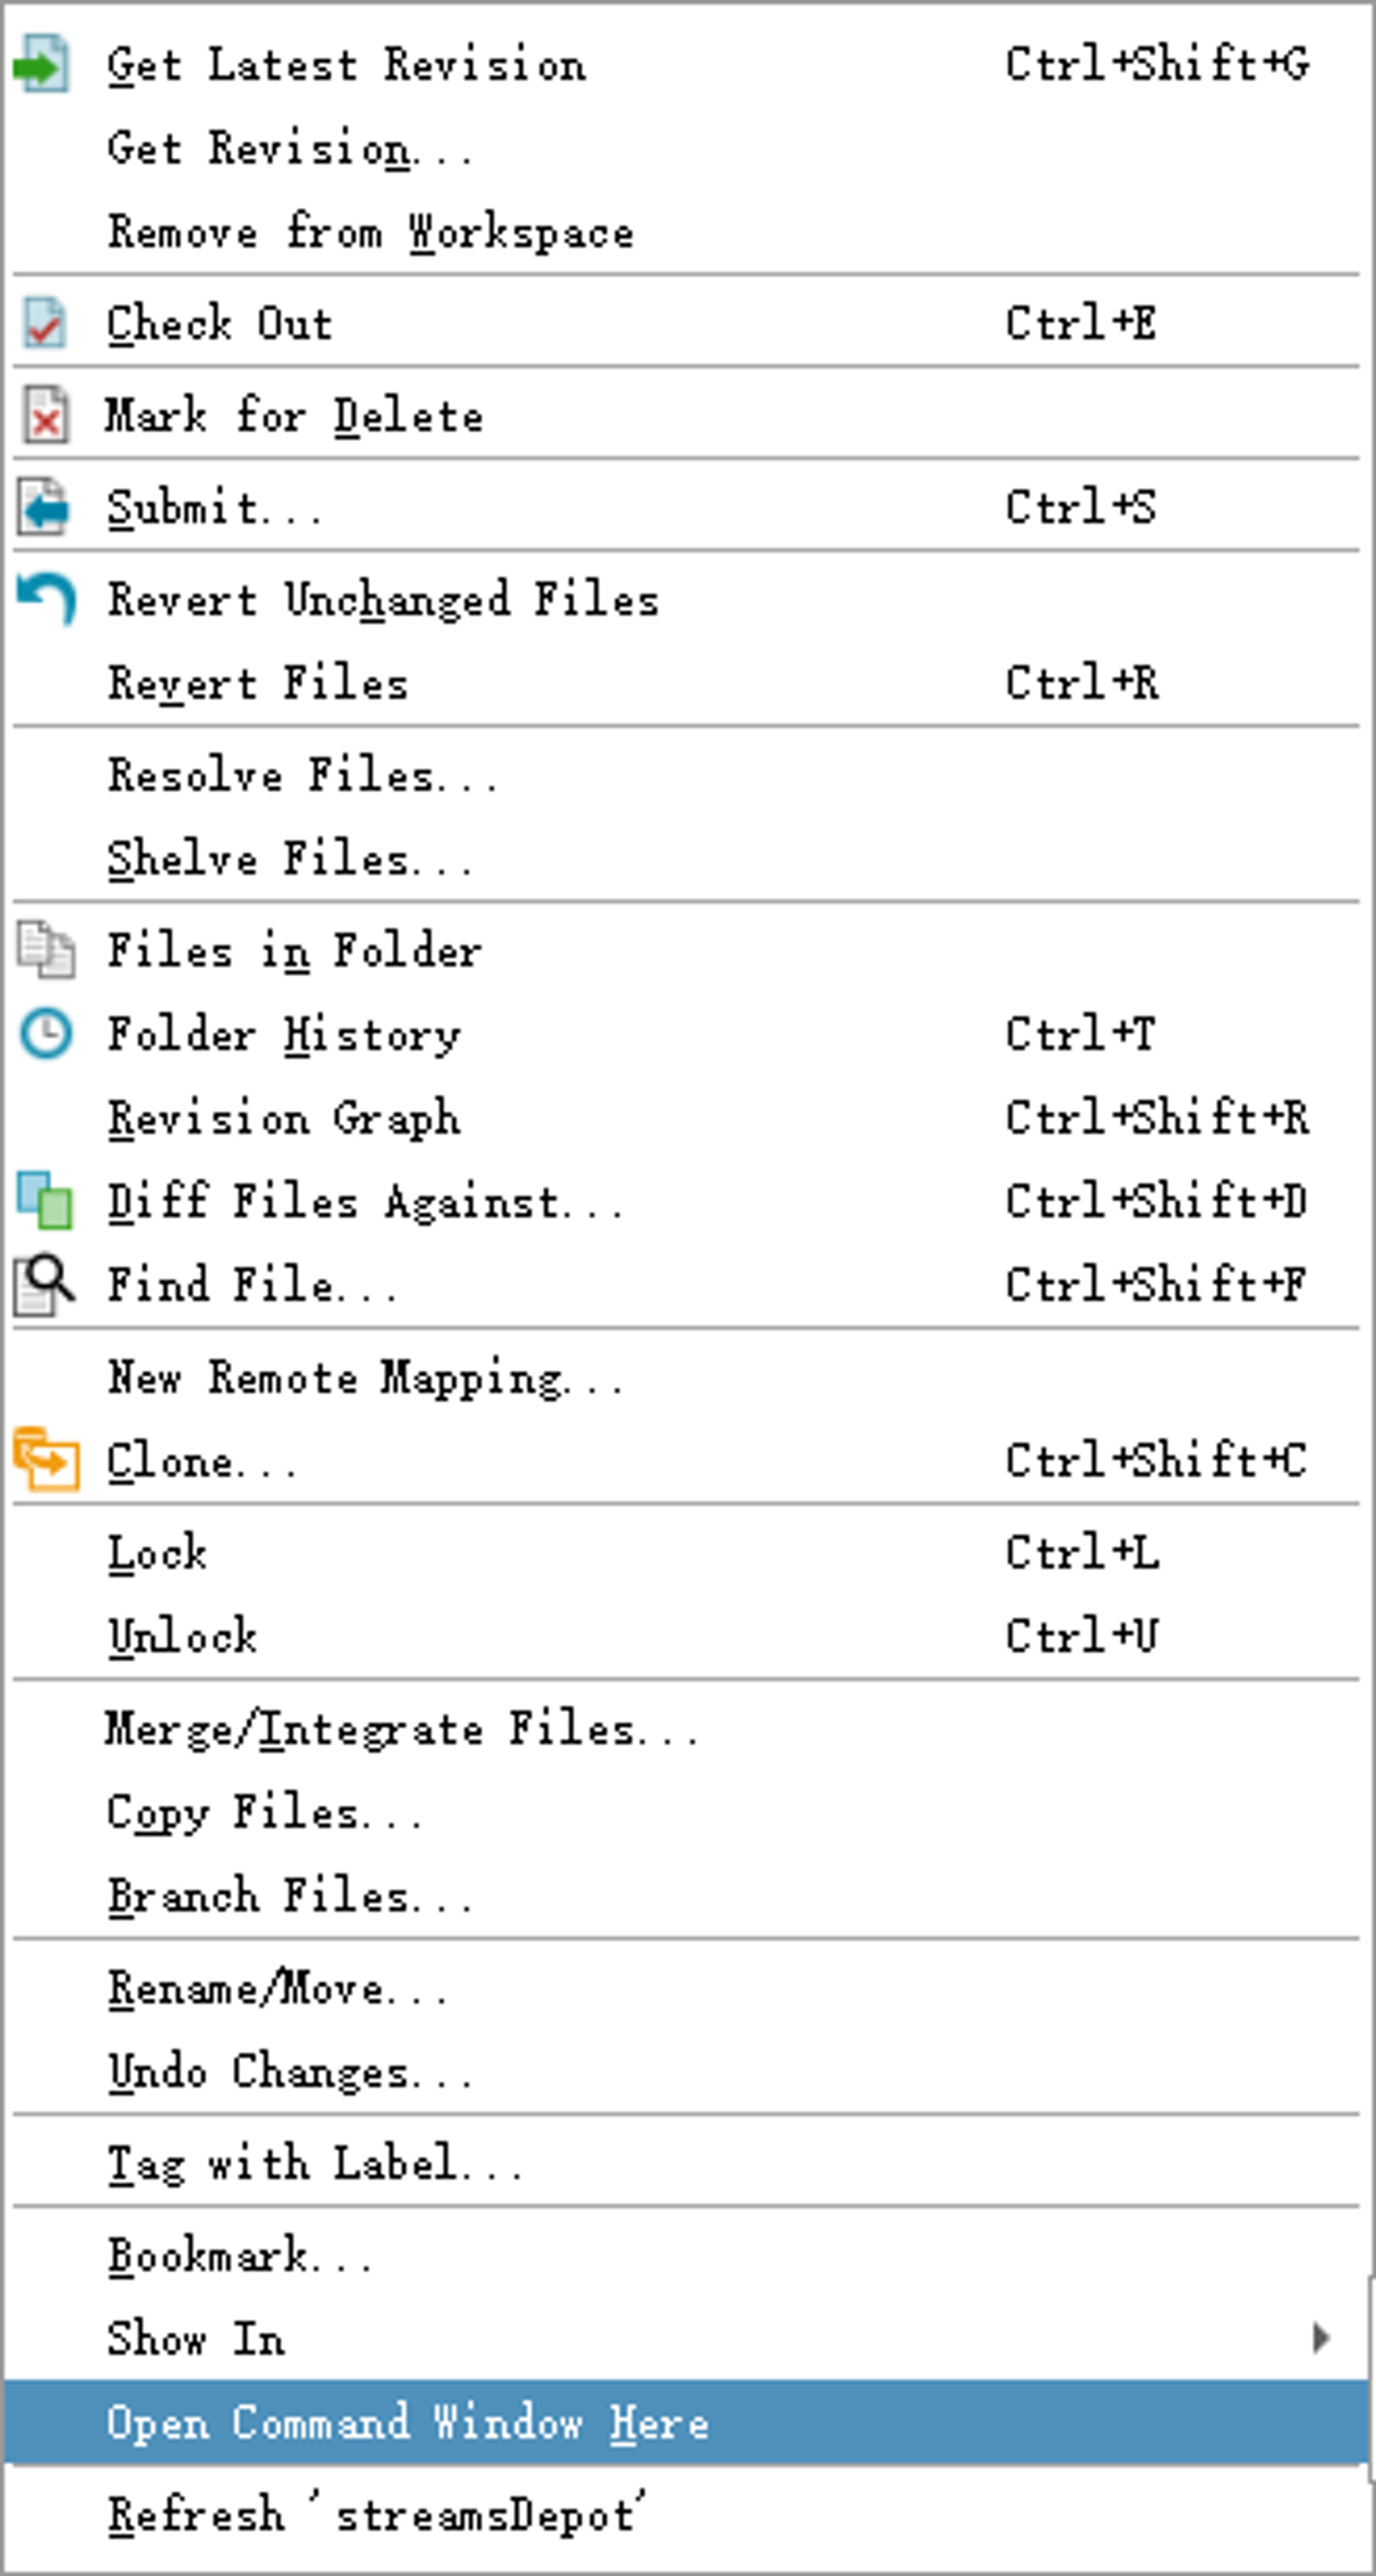 Get Latest Revision Ctrl+Shift+G
Get Revision...
Remove from Workspace
Check Out Ctrl+E
Mark for Delete
Submit... Ctrl+S
Revert Unchanged Files
Revert Files Ctrl+R
Resolve Files...
Shelve Files...
Files in Folder
Folder History Ctrl+T
Revision Graph Ctrl+Shift+R
Diff Files Against... Ctrl+Shift+D
Find File... Ctrl+Shift+F
New Remote Mapping...
Clone... Ctrl+Shift+C
Lock Ctrl+L
Unlock Ctrl+U
Merge/Integrate Files...
Copy Files...
Branch Files...
Rename/Move...
Undo Changes...
Tag with Label...
Bookmark...
Show In
Open Command Window Here
Refresh 'streamsDepot'